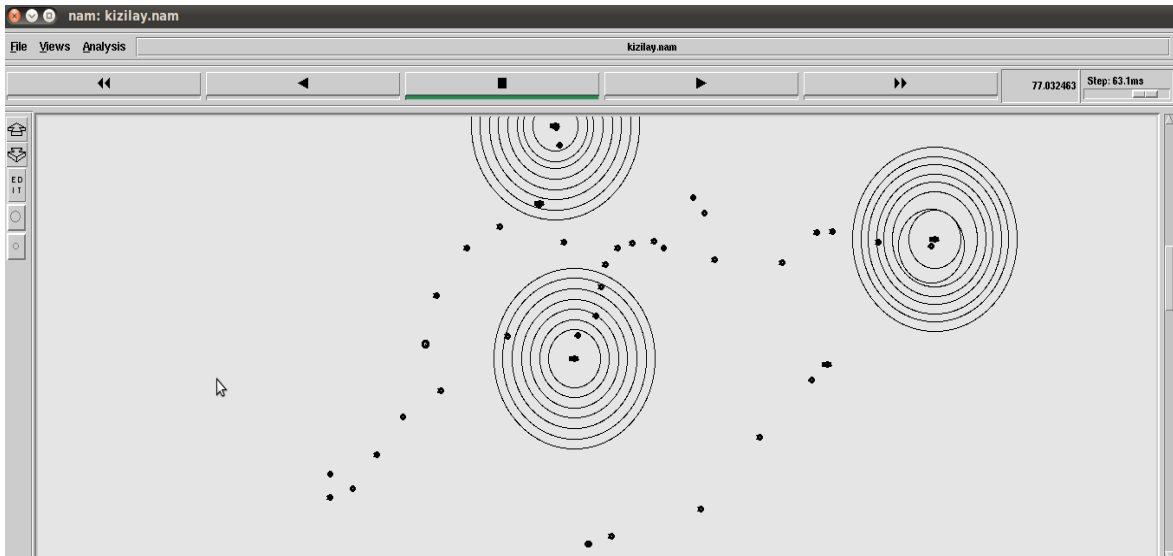 nam: kizilay.nam
File Views Analysis kizilay.nam
77.032463 Step: 63.1ms
ED
IT